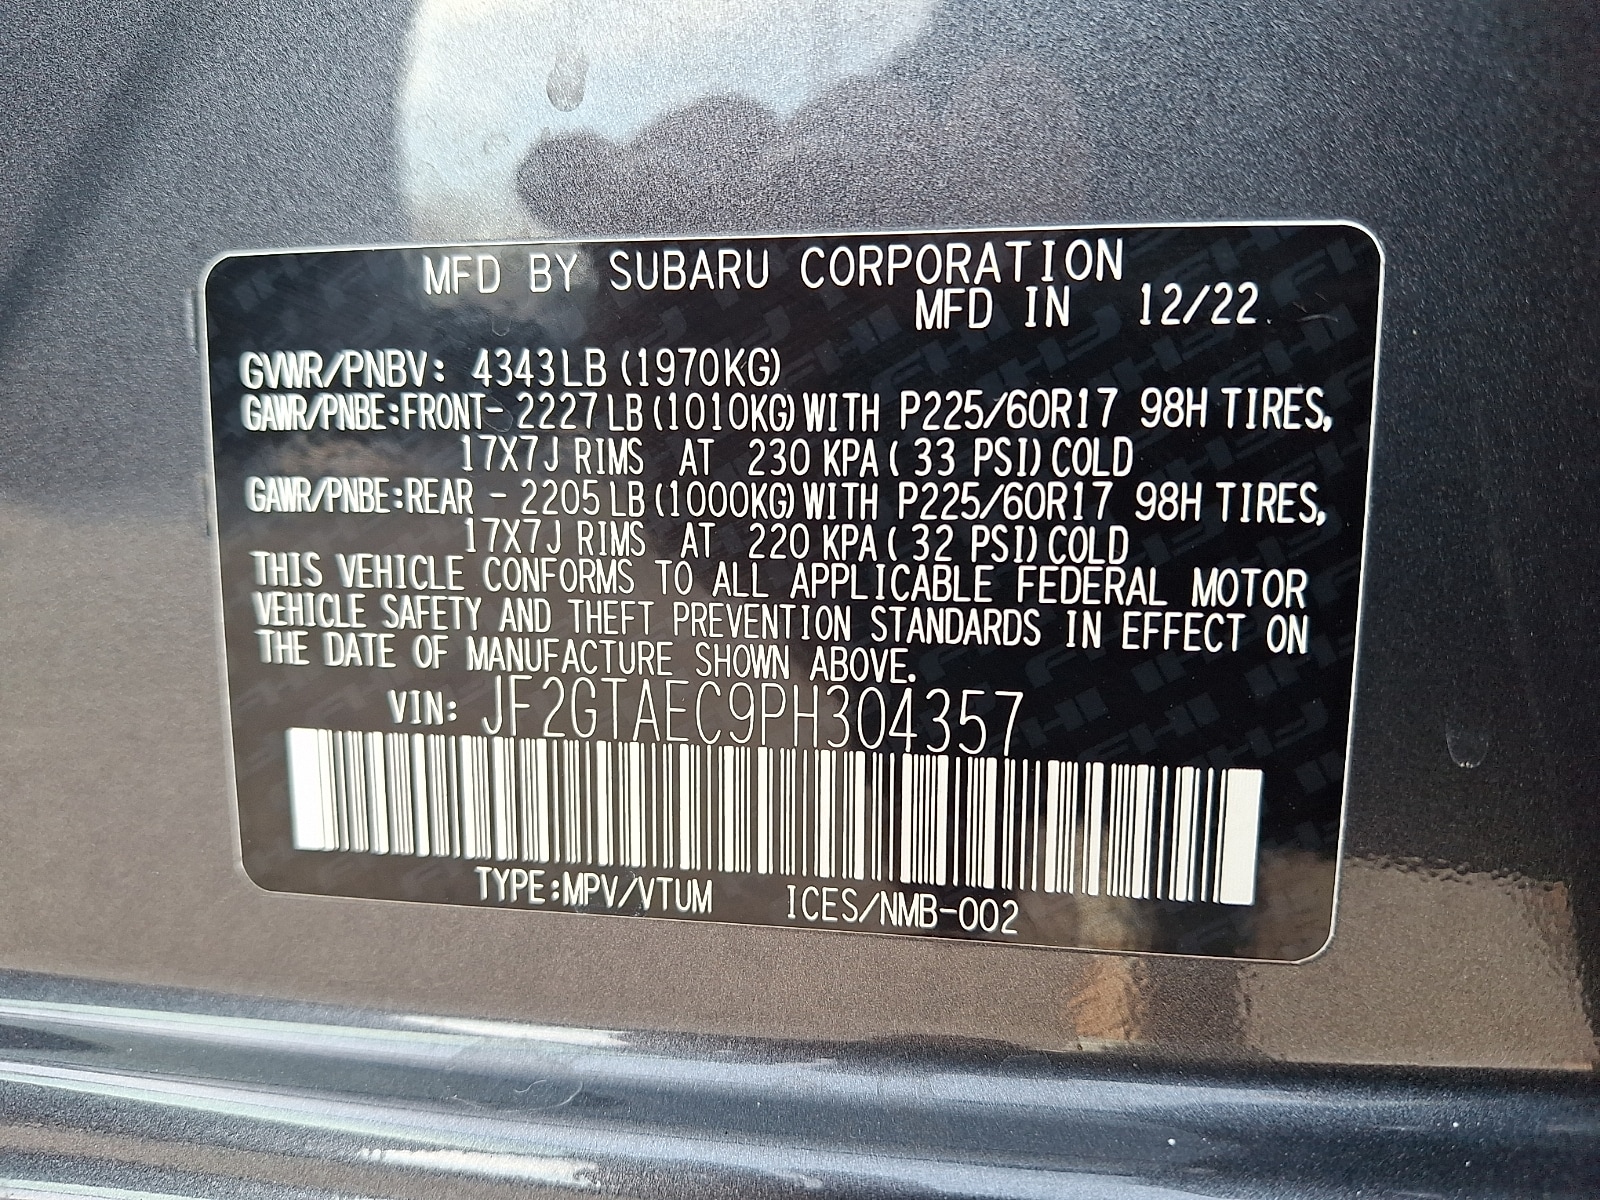 MFD BY SUBARU CORPORATION
MFD IN 12/22
GVWR/PNBV: 4343LB (1970KG)
GAWR/PNBE:FRONT- 2227LB (1010KG) WITH P225/60R17 98H TIRES,
17X7J RIMS AT 230 KPA ( 33 PSI) COLD
GAWR/PNBE:REAR - 2205LB (1000KG) WITH P225/60R17 98H TIRES,
17X7J RIMS AT 220 KPA ( 32 PSI) COLD
THIS VEHICLE CONFORMS TO ALL APPLICABLE FEDERAL MOTOR
VEHICLE SAFETY AND THEFT PREVENTION STANDARDS IN EFFECT ON
THE DATE OF MANUFACTURE SHOWN ABOVE.
VIN: JF2GTAEC9PH304357
TYPE:MPV/VTUM ICES/NMB-002